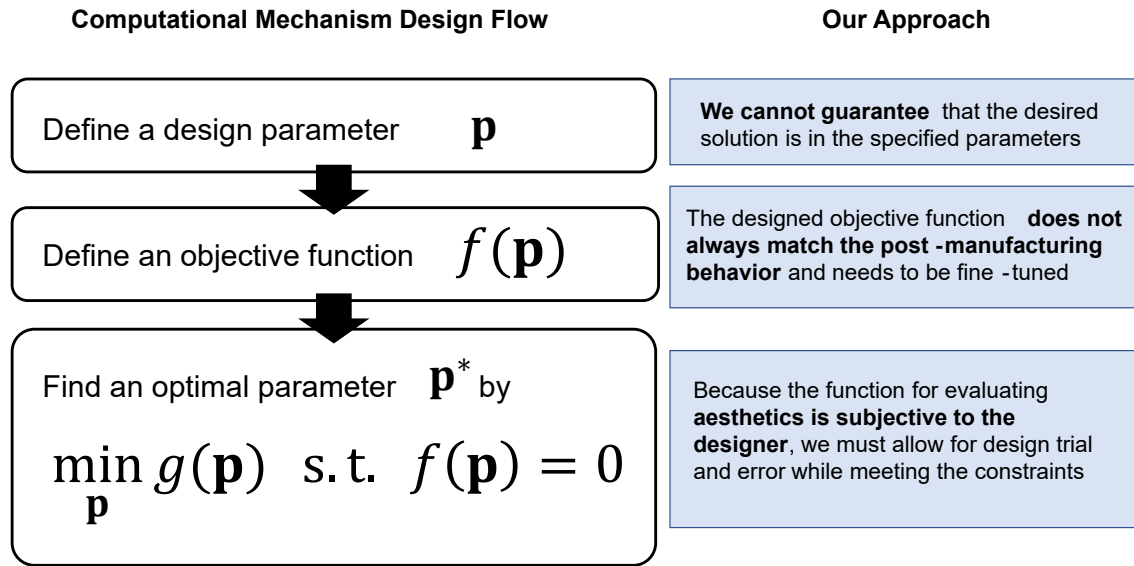 Computational Mechanism Design Flow
Our Approach
Define a design parameter p
We cannot guarantee that the desired
solution is in the specified parameters
Define an objective function f(p)
The designed objective function does not
always match the post -manufacturing
behavior and needs to be fine -tuned
Find an optimal parameter p* by
min g(p) s.t. f(p) = 0
p
Because the function for evaluating
aesthetics is subjective to the
designer, we must allow for design trial
and error while meeting the constraints